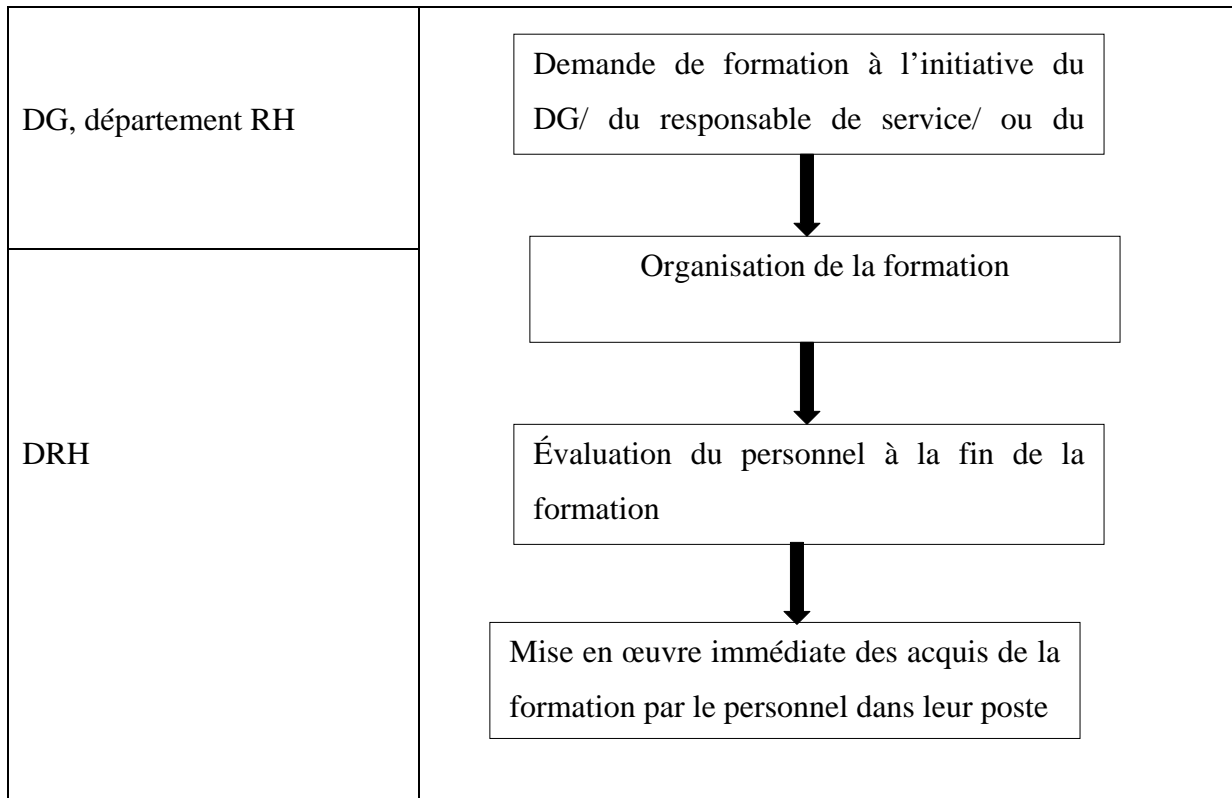 DG, département RH
Demande de formation à l’initiative du
DG/ du responsable de service/ ou du
Organisation de la formation
DRH
Évaluation du personnel à la fin de la
formation
Mise en œuvre immédiate des acquis de la
formation par le personnel dans leur poste